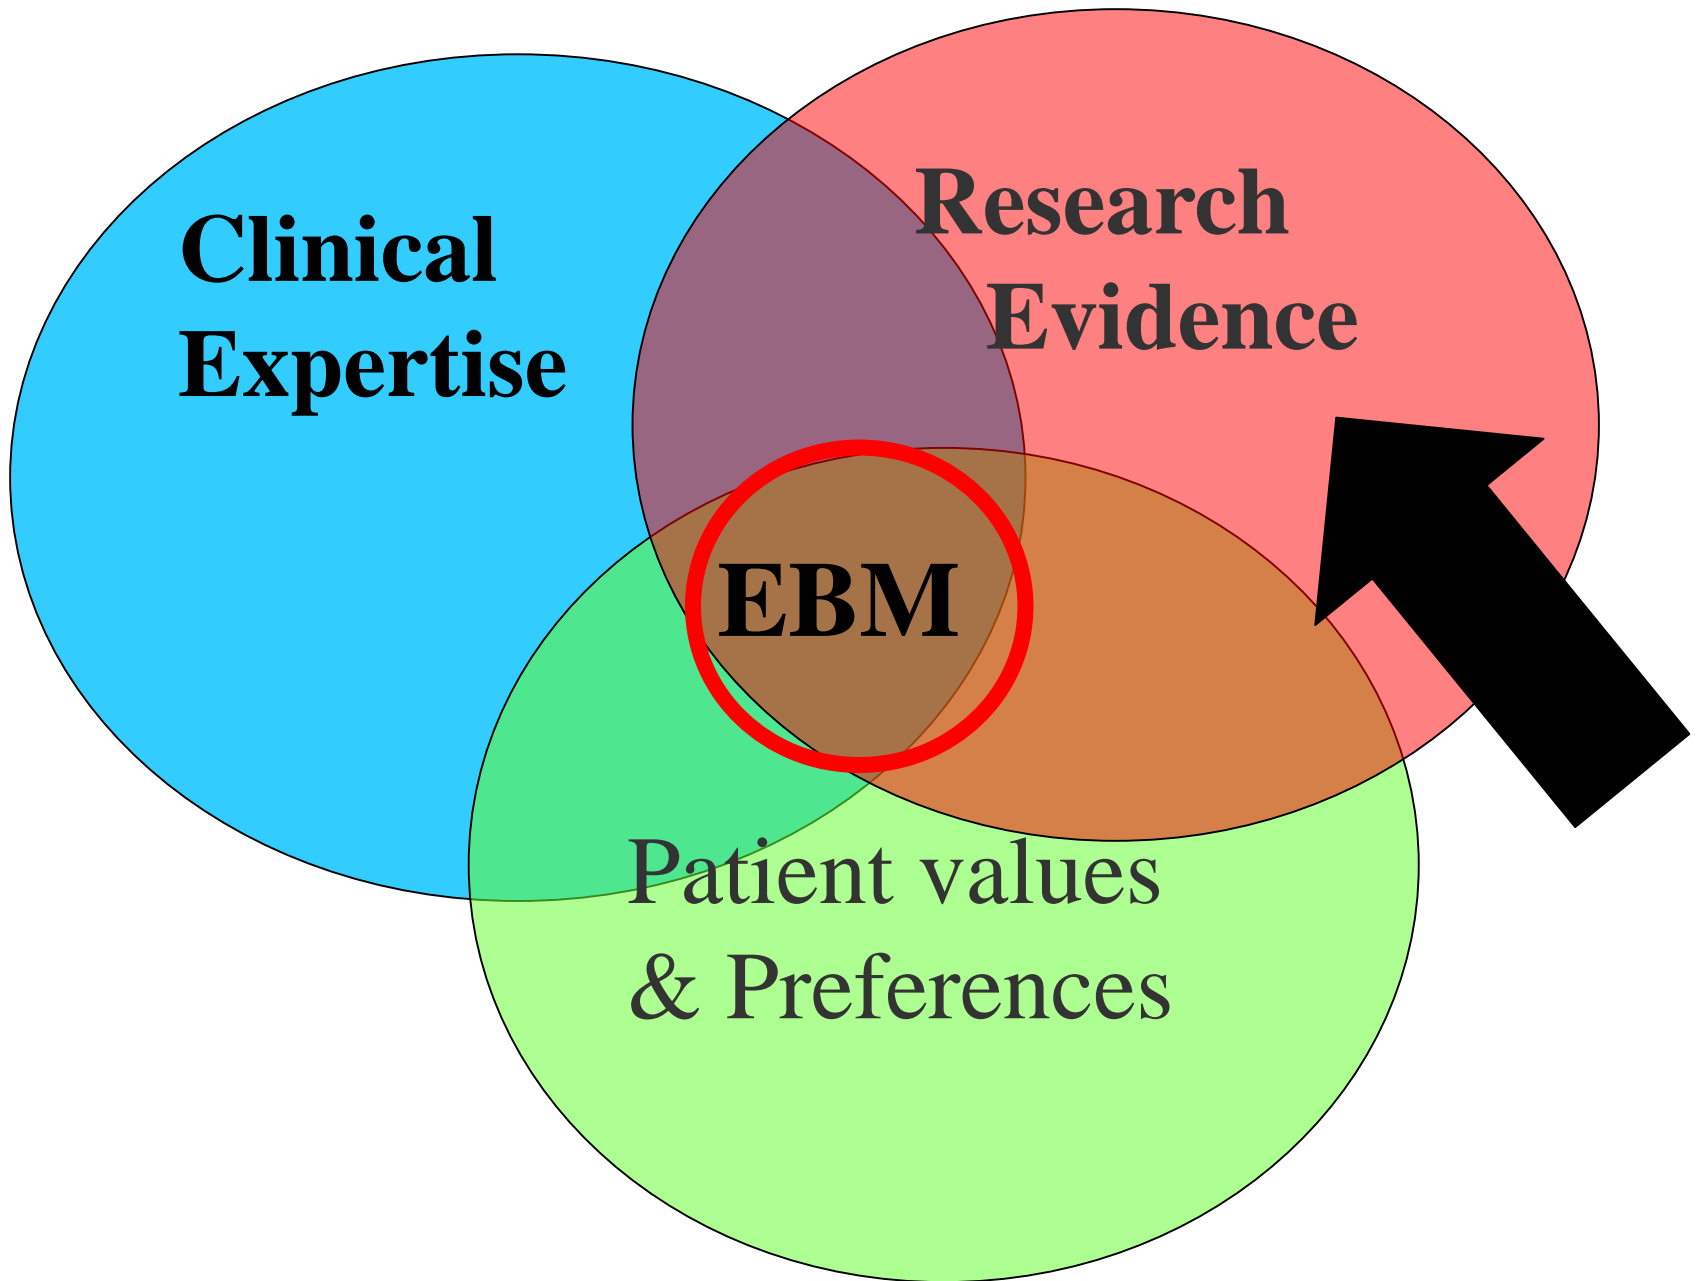 Clinical
Expertise
Research
Evidence
EBM
Patient values
& Preferences